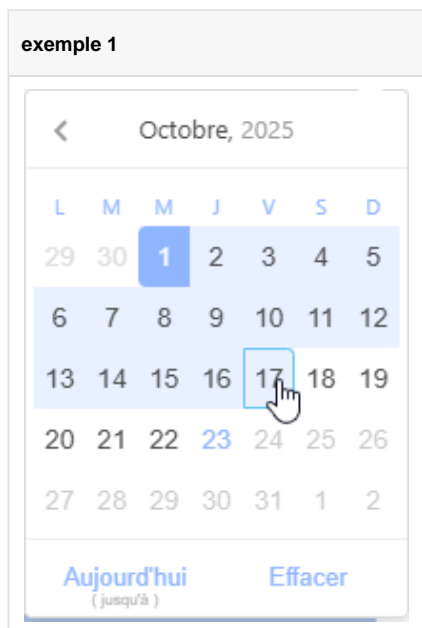 exemple 1
Octobre, 2025
L M M J V S D
29 30 1 2 3 4 5
6 7 8 9 10 11 12
13 14 15 16 17 18 19
20 21 22 23 24 25 26
27 28 29 30 31 1 2
Aujourd'hui Effacer
( jusqu'à )